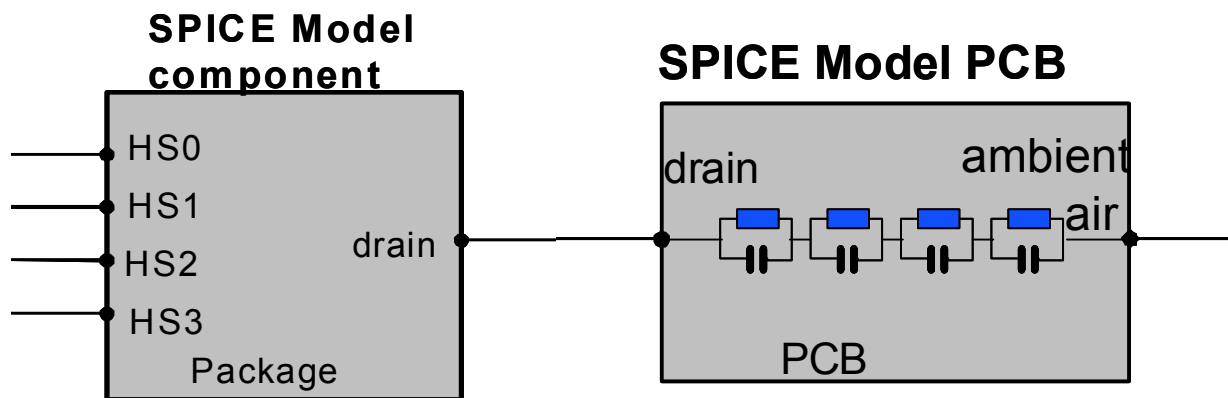 SPICE Model
component
HS0
HS1
HS2
HS3
drain
Package
SPICE Model PCB
drain
ambient
air
PCB